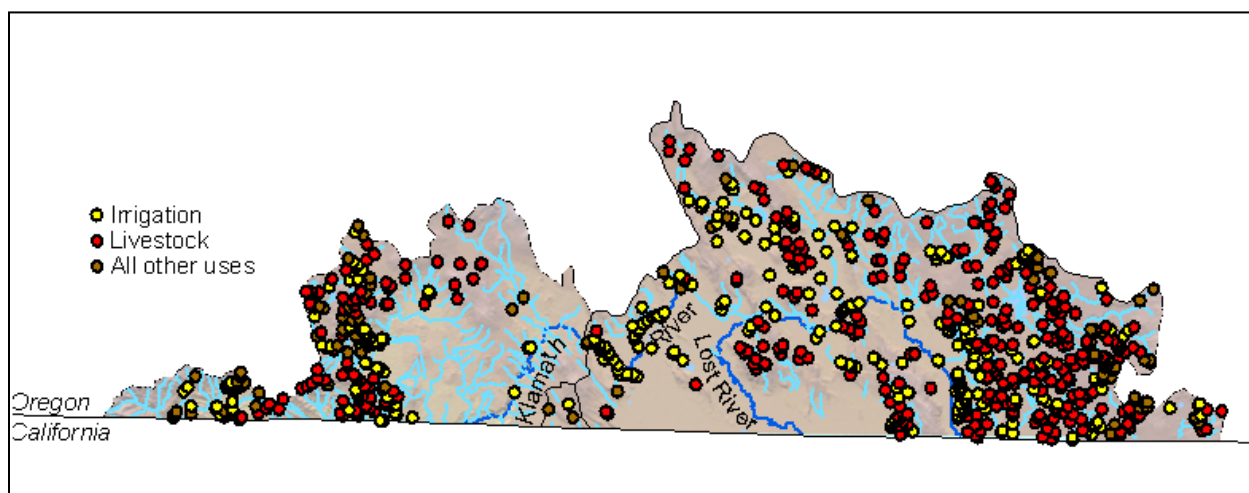 Irrigation
Livestock
All other uses
Klamath
River
Lost River
Oregon
California